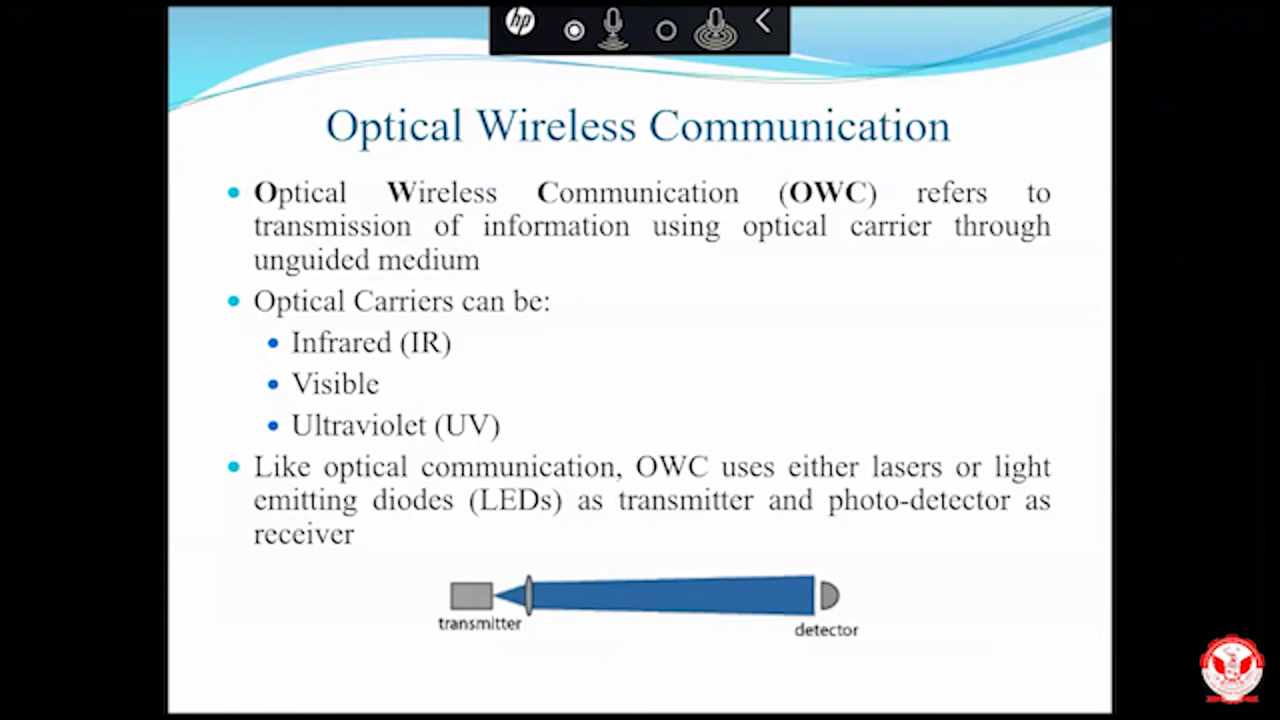 hp
Optical Wireless Communication
Optical Wireless Communication (OWC) refers to
transmission of information using optical carrier through
unguided medium
Optical Carriers can be:
Infrared (IR)
Visible
Ultraviolet (UV)
Like optical communication, OWC uses either lasers or light
emitting diodes (LEDs) as transmitter and photo-detector as
receiver
transmitter
detector